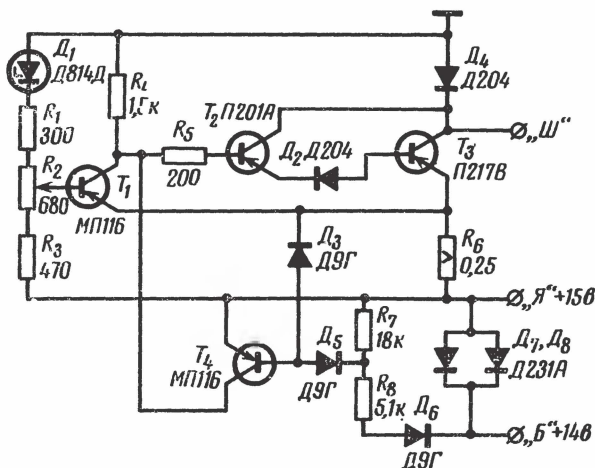 Д₁
Д814Д
R₁
300
R₂
680
R₃
470
R₄
1,5к
T₁
МП116
R₅
200
T₂ П201А
Д₂ Д204
Д₄
Д204
„Ш“
T₃
П217В
Д₃
Д9Г
R₆
0,25
„Я“+15в
T₄
МП116
Д₅
Д9Г
R₇
18к
R₈
5,1к
Д₆
Д9Г
Д₇, Д₈
Д231А
„Б“+14в